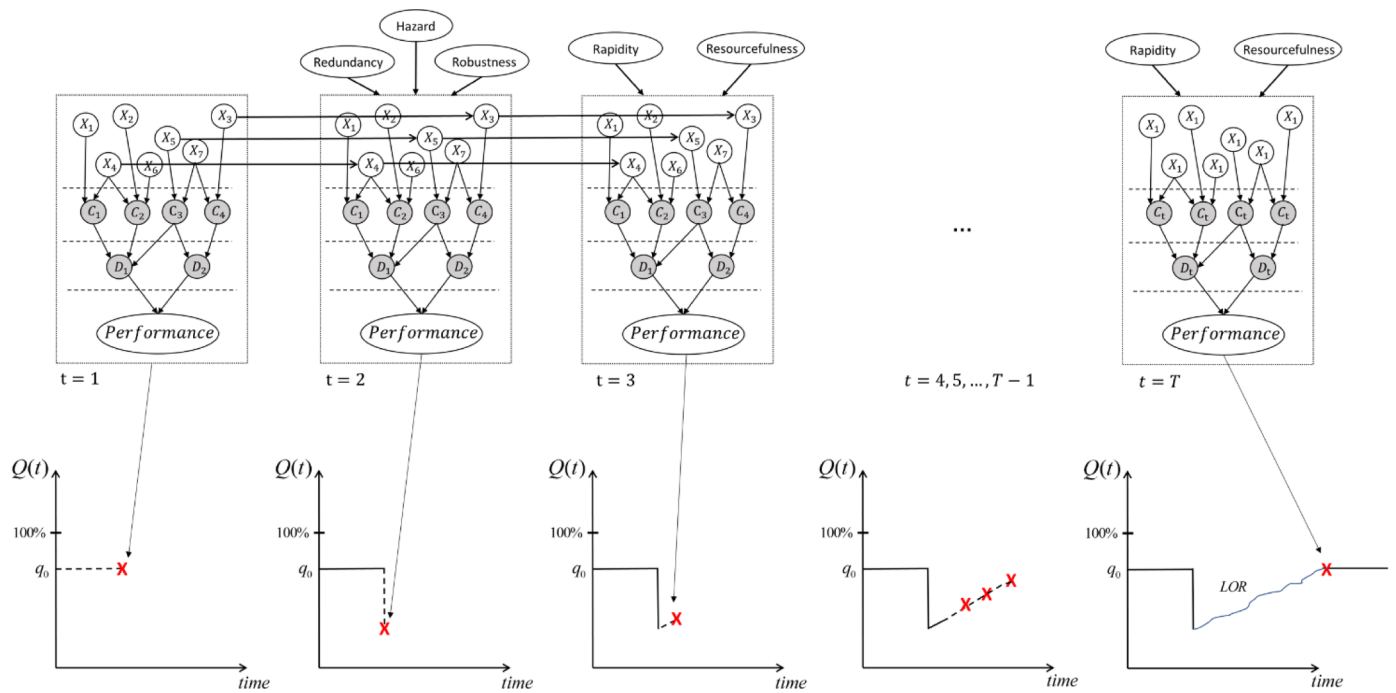 Hazard
Redundancy
Robustness
Rapidity
Resourcefulness
Rapidity
Resourcefulness
X₁ X₂ X₃ X₄ X₅ X₆ X₇
C₁ C₂ C₃ C₄
D₁ D₂
Performance
t = 1
X₁ X₂ X₃ X₄ X₅ X₆ X₇
C₁ C₂ C₃ C₄
D₁ D₂
Performance
t = 2
X₁ X₂ X₃ X₄ X₅ X₆ X₇
C₁ C₂ C₃ C₄
D₁ D₂
Performance
t = 3
...
t = 4, 5, ..., T − 1
X₁ X₁ X₁ X₁ X₁ X₁ X₁
Cₜ Cₜ Cₜ Cₜ
Dₜ Dₜ
Performance
t = T
Q(t)
100%
q₀
X
time
Q(t)
100%
q₀
X
time
Q(t)
100%
q₀
X
time
Q(t)
100%
q₀
X X X
time
Q(t)
100%
q₀
LOR
X
time